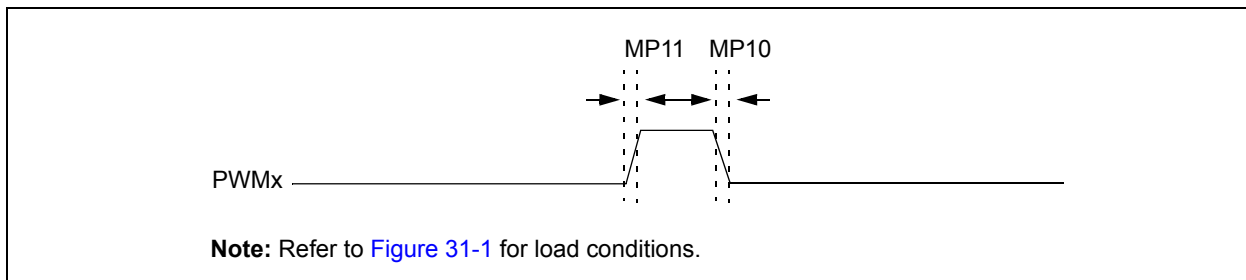 MP11 MP10
PWMx
Note: Refer to Figure 31-1 for load conditions.